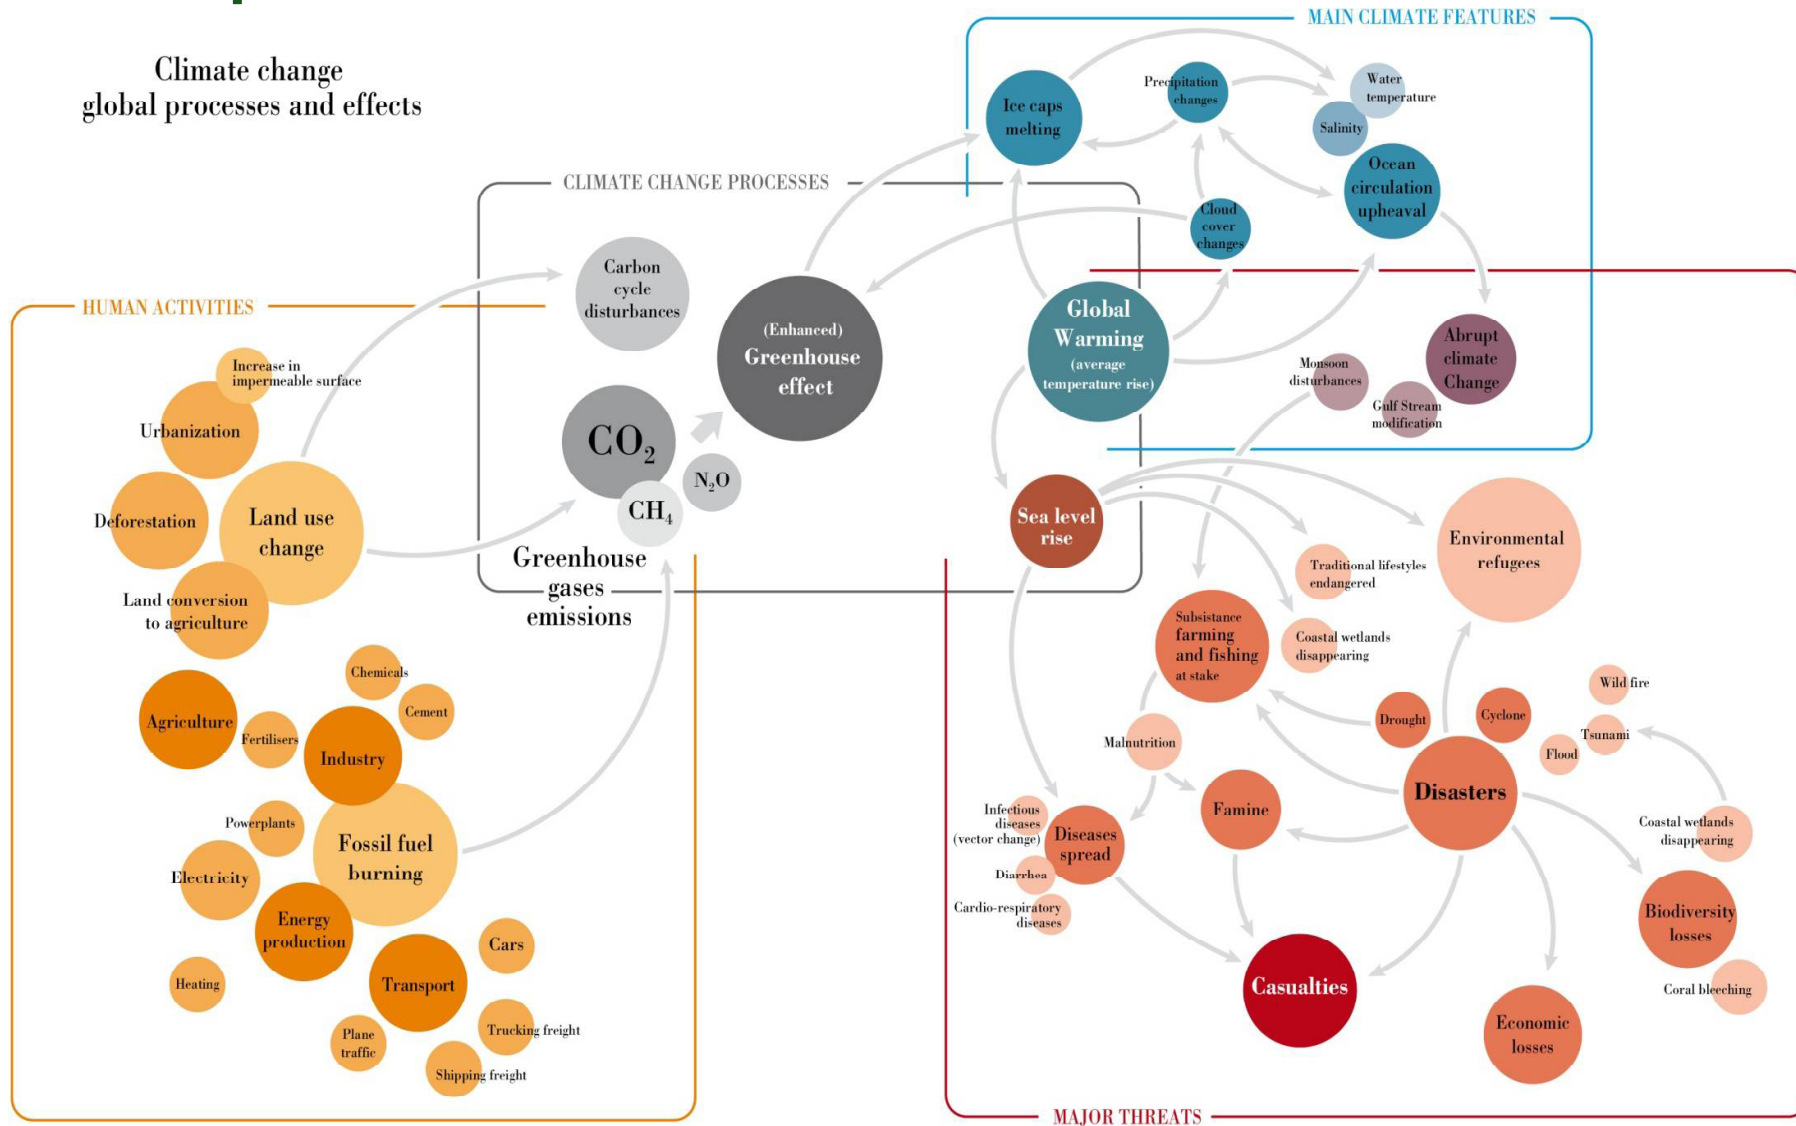 Climate change
global processes and effects
MAIN CLIMATE FEATURES
Ice caps
melting
Precipitation
changes
Water
temperature
Salinity
Ocean
circulation
upheaval
Cloud
cover
changes
CLIMATE CHANGE PROCESSES
Carbon
cycle
disturbances
(Enhanced)
Greenhouse
effect
Global
Warming
(average
temperature rise)
Monsoon
disturbances
Gulf Stream
modification
Abrupt
climate
Change
CO₂
N₂O
CH₄
Greenhouse
gases
emissions
Sea level
rise
HUMAN ACTIVITIES
Increase in
impermeable surface
Urbanization
Deforestation
Land use
change
Land conversion
to agriculture
Agriculture
Fertilisers
Chemicals
Cement
Industry
Powerplants
Fossil fuel
burning
Electricity
Energy
production
Heating
Transport
Cars
Plane
traffic
Trucking freight
Shipping freight
Environmental
refugees
Traditional lifestyles
endangered
Coastal wetlands
disappearing
Subsistance
farming
and fishing
at stake
Malnutrition
Drought
Cyclone
Wild fire
Tsunami
Flood
Disasters
Famine
Infectious
diseases
(vector change)
Diseases
spread
Diarrhea
Cardio-respiratory
diseases
Coastal wetlands
disappearing
Biodiversity
losses
Coral bleeching
Casualties
Economic
losses
MAJOR THREATS